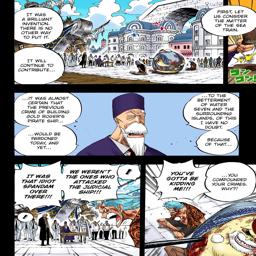 FIRST, LET
US CONSIDER
THE MATTER
OF THE SEA
TRAIN.
IT WAS
A BRILLIANT
INVENTION.
THERE IS NO
OTHER WAY
TO PUT IT.
IT WILL
CONTINUE TO
CONTRIBUTE...
...TO THE
BETTERMENT
OF WATER
SEVEN AND THE
SURROUNDING
ISLANDS, OF THIS
I HAVE NO
DOUBT.
BECAUSE
OF THAT...
...IT WAS
ALMOST
CERTAIN THAT
THE PREVIOUS
CRIME OF BUILDING
GOLD ROGER'S
PIRATE SHIP...
...WOULD
BE PARDONED
TODAY, AND
YET...
...YOU
COMPOUNDED
YOUR CRIMES.
WHY?!
YOU'VE
GOTTA BE
KIDDING
ME!!!
WE WEREN'T
THE ONES WHO
ATTACKED
THE JUDICIAL
SHIP!!!
IT WAS
THAT IDIOT
SPANDAM
OVER
THERE!!!